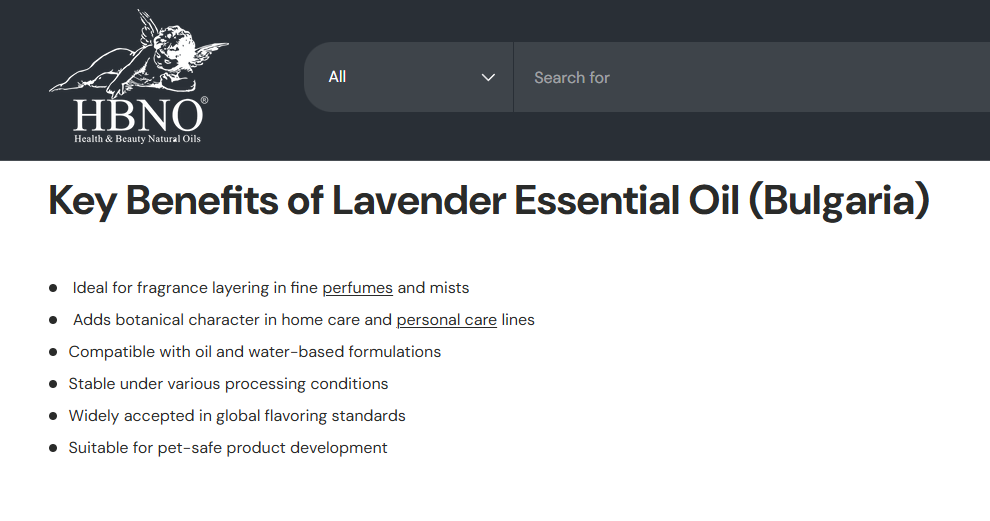 HBNO®
Health & Beauty Natural Oils
All
Search for
Key Benefits of Lavender Essential Oil (Bulgaria)
Ideal for fragrance layering in fine perfumes and mists
Adds botanical character in home care and personal care lines
Compatible with oil and water-based formulations
Stable under various processing conditions
Widely accepted in global flavoring standards
Suitable for pet-safe product development